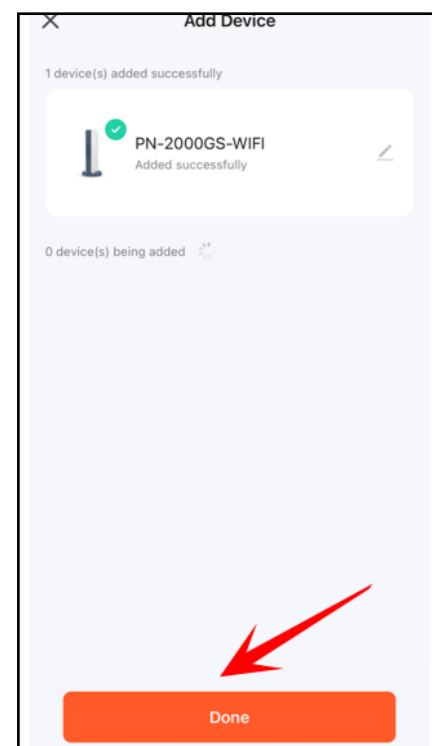 Add Device
1 device(s) added successfully
PN-2000GS-WIFI
Added successfully
0 device(s) being added
Done